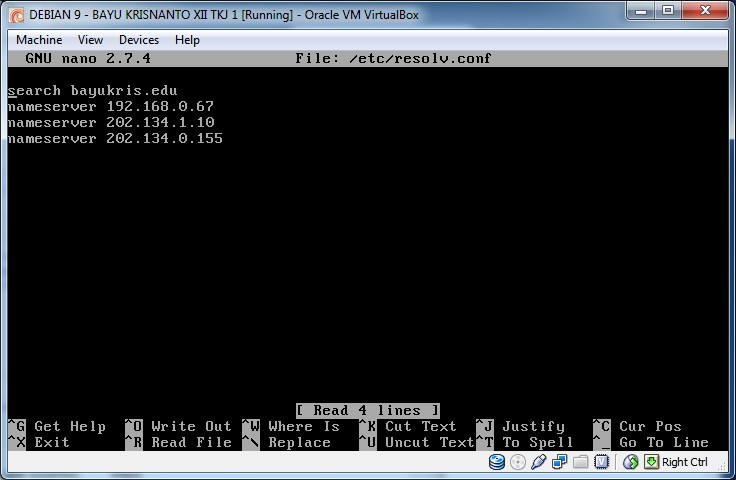 DEBIAN 9 - BAYU KRISNANTO XII TKJ 1 [Running] - Oracle VM VirtualBox
Machine View Devices Help
GNU nano 2.7.4 File: /etc/resolv.conf
search bayukris.edu
nameserver 192.168.0.67
nameserver 202.134.1.10
nameserver 202.134.0.155
[ Read 4 lines ]
^G Get Help ^O Write Out ^W Where Is ^K Cut Text ^J Justify ^C Cur Pos
^X Exit ^R Read File ^\ Replace ^U Uncut Text ^T To Spell ^_ Go To Line
Right Ctrl